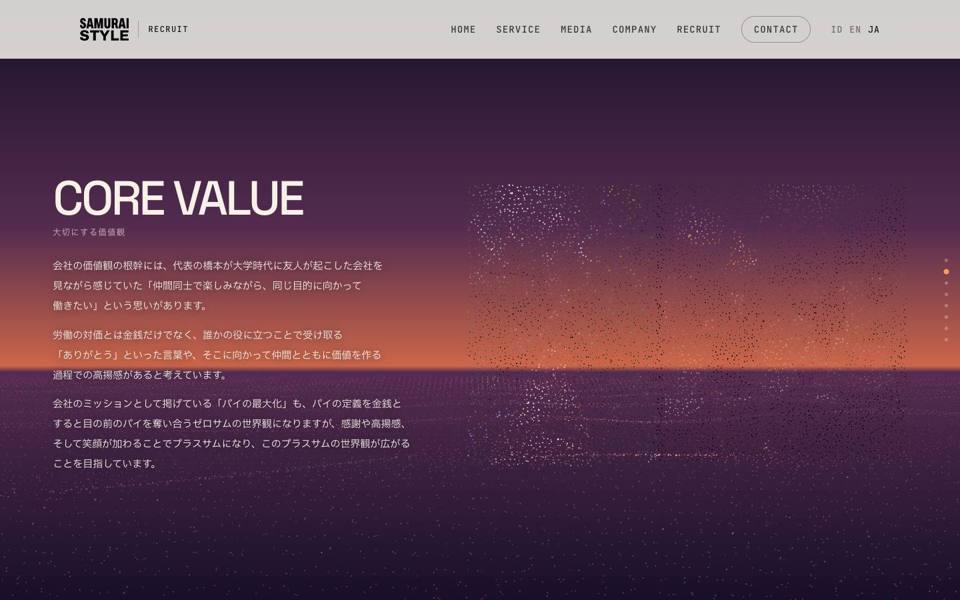 SAMURAI
STYLE
RECRUIT
HOME SERVICE MEDIA COMPANY RECRUIT CONTACT ID EN JA
CORE VALUE
大切にする価値観
会社の価値観の根幹には、代表の橋本が大学時代に友人が起こした会社を
見ながら感じていた「仲間同士で楽しみながら、同じ目的に向かって
働きたい」という思いがあります。
労働の対価とは金銭だけでなく、誰かの役に立つことで受け取る
「ありがとう」といった言葉や、そこに向かって仲間とともに価値を作る
過程での高揚感があると考えています。
会社のミッションとして掲げている「パイの最大化」も、パイの定義を金銭と
すると目の前のパイを奪い合うゼロサムの世界観になりますが、感謝や高揚感、
そして笑顔が加わることでプラスサムになり、このプラスサムの世界観が広がる
ことを目指しています。